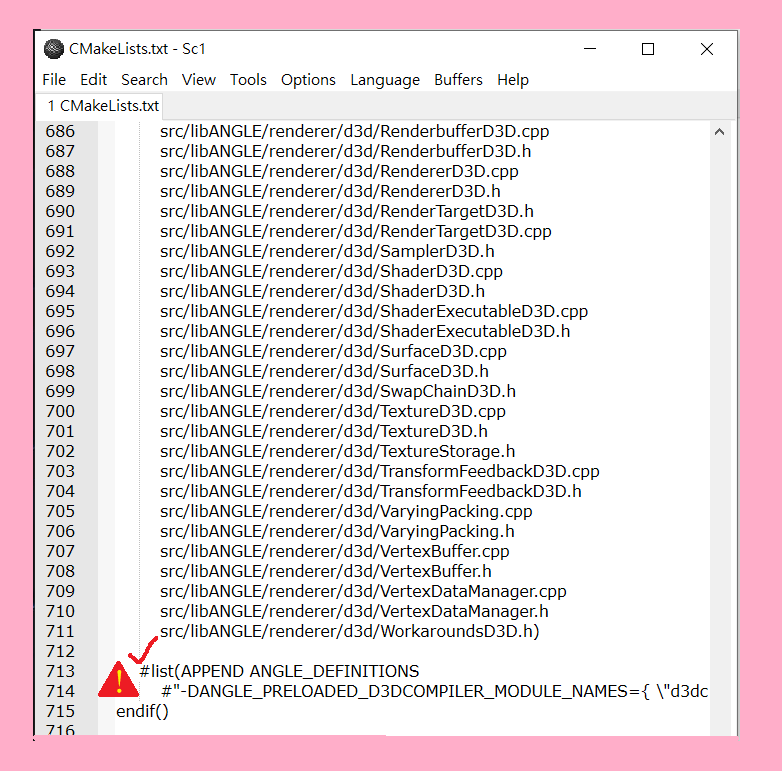 CMakeLists.txt - Sc1
File Edit Search View Tools Options Language Buffers Help
1 CMakeLists.txt
686 src/libANGLE/renderer/d3d/RenderbufferD3D.cpp
687 src/libANGLE/renderer/d3d/RenderbufferD3D.h
688 src/libANGLE/renderer/d3d/RendererD3D.cpp
689 src/libANGLE/renderer/d3d/RendererD3D.h
690 src/libANGLE/renderer/d3d/RenderTargetD3D.h
691 src/libANGLE/renderer/d3d/RenderTargetD3D.cpp
692 src/libANGLE/renderer/d3d/SamplerD3D.h
693 src/libANGLE/renderer/d3d/ShaderD3D.cpp
694 src/libANGLE/renderer/d3d/ShaderD3D.h
695 src/libANGLE/renderer/d3d/ShaderExecutableD3D.cpp
696 src/libANGLE/renderer/d3d/ShaderExecutableD3D.h
697 src/libANGLE/renderer/d3d/SurfaceD3D.cpp
698 src/libANGLE/renderer/d3d/SurfaceD3D.h
699 src/libANGLE/renderer/d3d/SwapChainD3D.h
700 src/libANGLE/renderer/d3d/TextureD3D.cpp
701 src/libANGLE/renderer/d3d/TextureD3D.h
702 src/libANGLE/renderer/d3d/TextureStorage.h
703 src/libANGLE/renderer/d3d/TransformFeedbackD3D.cpp
704 src/libANGLE/renderer/d3d/TransformFeedbackD3D.h
705 src/libANGLE/renderer/d3d/VaryingPacking.cpp
706 src/libANGLE/renderer/d3d/VaryingPacking.h
707 src/libANGLE/renderer/d3d/VertexBuffer.cpp
708 src/libANGLE/renderer/d3d/VertexBuffer.h
709 src/libANGLE/renderer/d3d/VertexDataManager.cpp
710 src/libANGLE/renderer/d3d/VertexDataManager.h
711 src/libANGLE/renderer/d3d/WorkaroundsD3D.h)
712
713 #list(APPEND ANGLE_DEFINITIONS
714 #"-DANGLE_PRELOADED_D3DCOMPILER_MODULE_NAMES={ \"d3dc
715 endif()
716